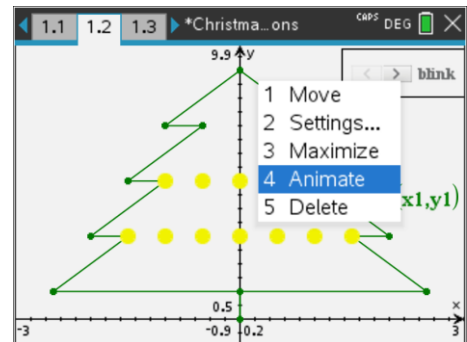 1.1 1.2 1.3 *Christma…ons CAPS DEG
9.9 y
blink
1 Move
2 Settings...
3 Maximize
4 Animate
5 Delete
x1,y1)
0.5
x
-3 -0.9 0.2 3